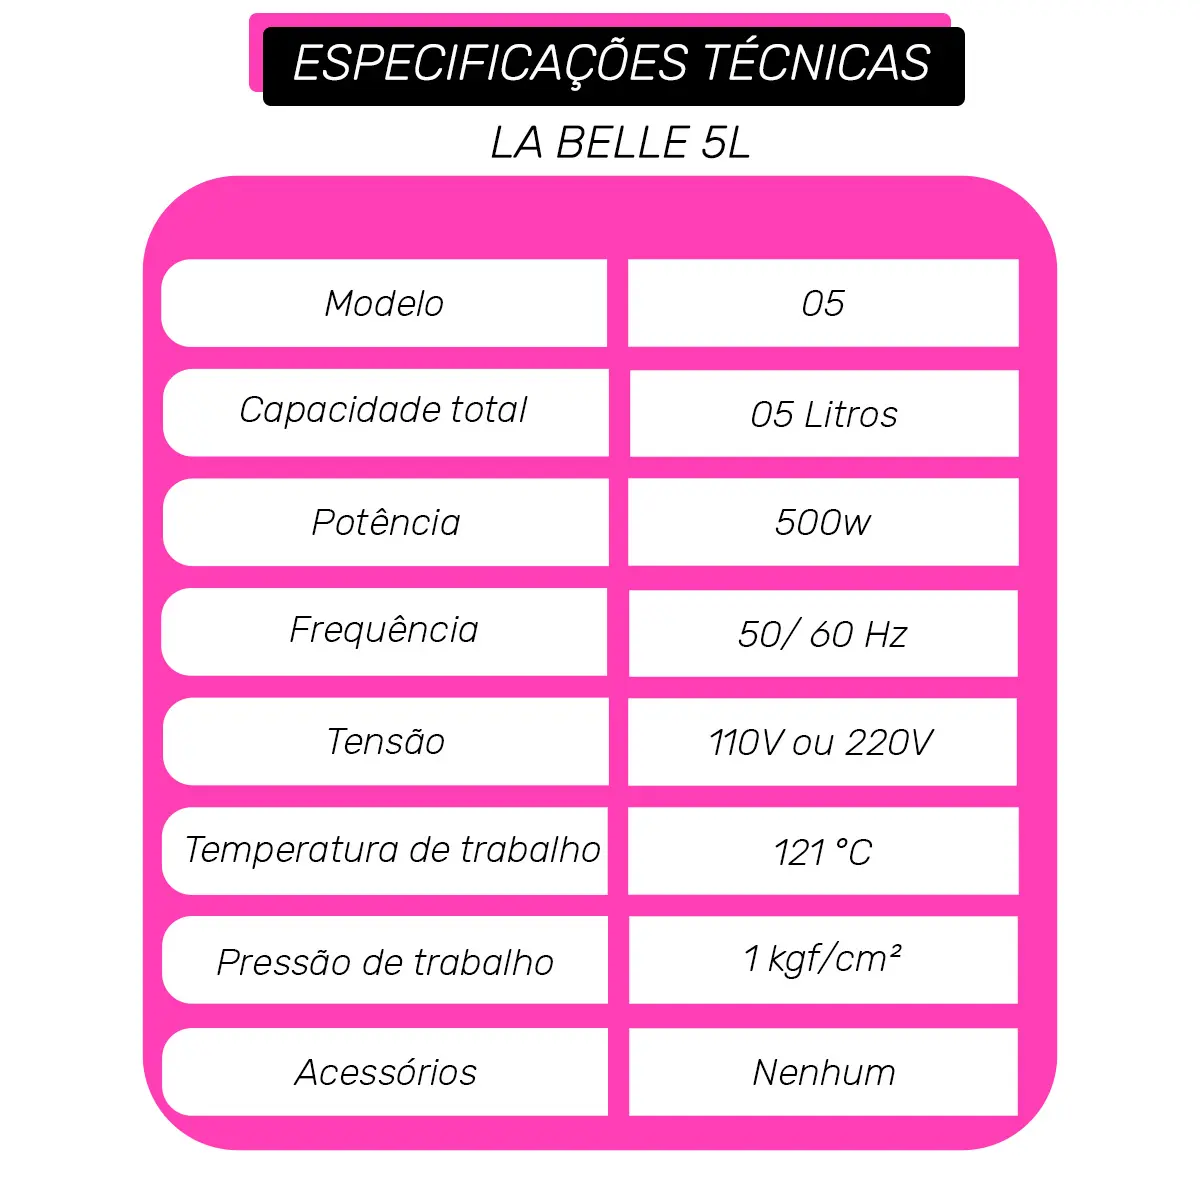 ESPECIFICAÇÕES TÉCNICAS
LA BELLE 5L
Modelo 05
Capacidade total 05 Litros
Potência 500w
Frequência 50/ 60 Hz
Tensão 110V ou 220V
Temperatura de trabalho 121 °C
Pressão de trabalho 1 kgf/cm²
Acessórios Nenhum